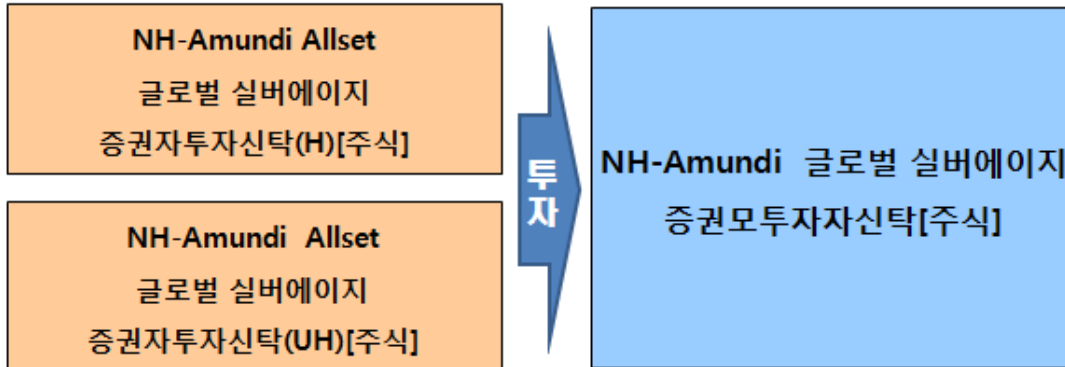 NH-Amundi Allset
글로벌 실버에이지
증권자투자신탁(H)[주식]
NH-Amundi Allset
글로벌 실버에이지
증권자투자신탁(UH)[주식]
투
자
NH-Amundi 글로벌 실버에이지
증권모투자자신탁[주식]